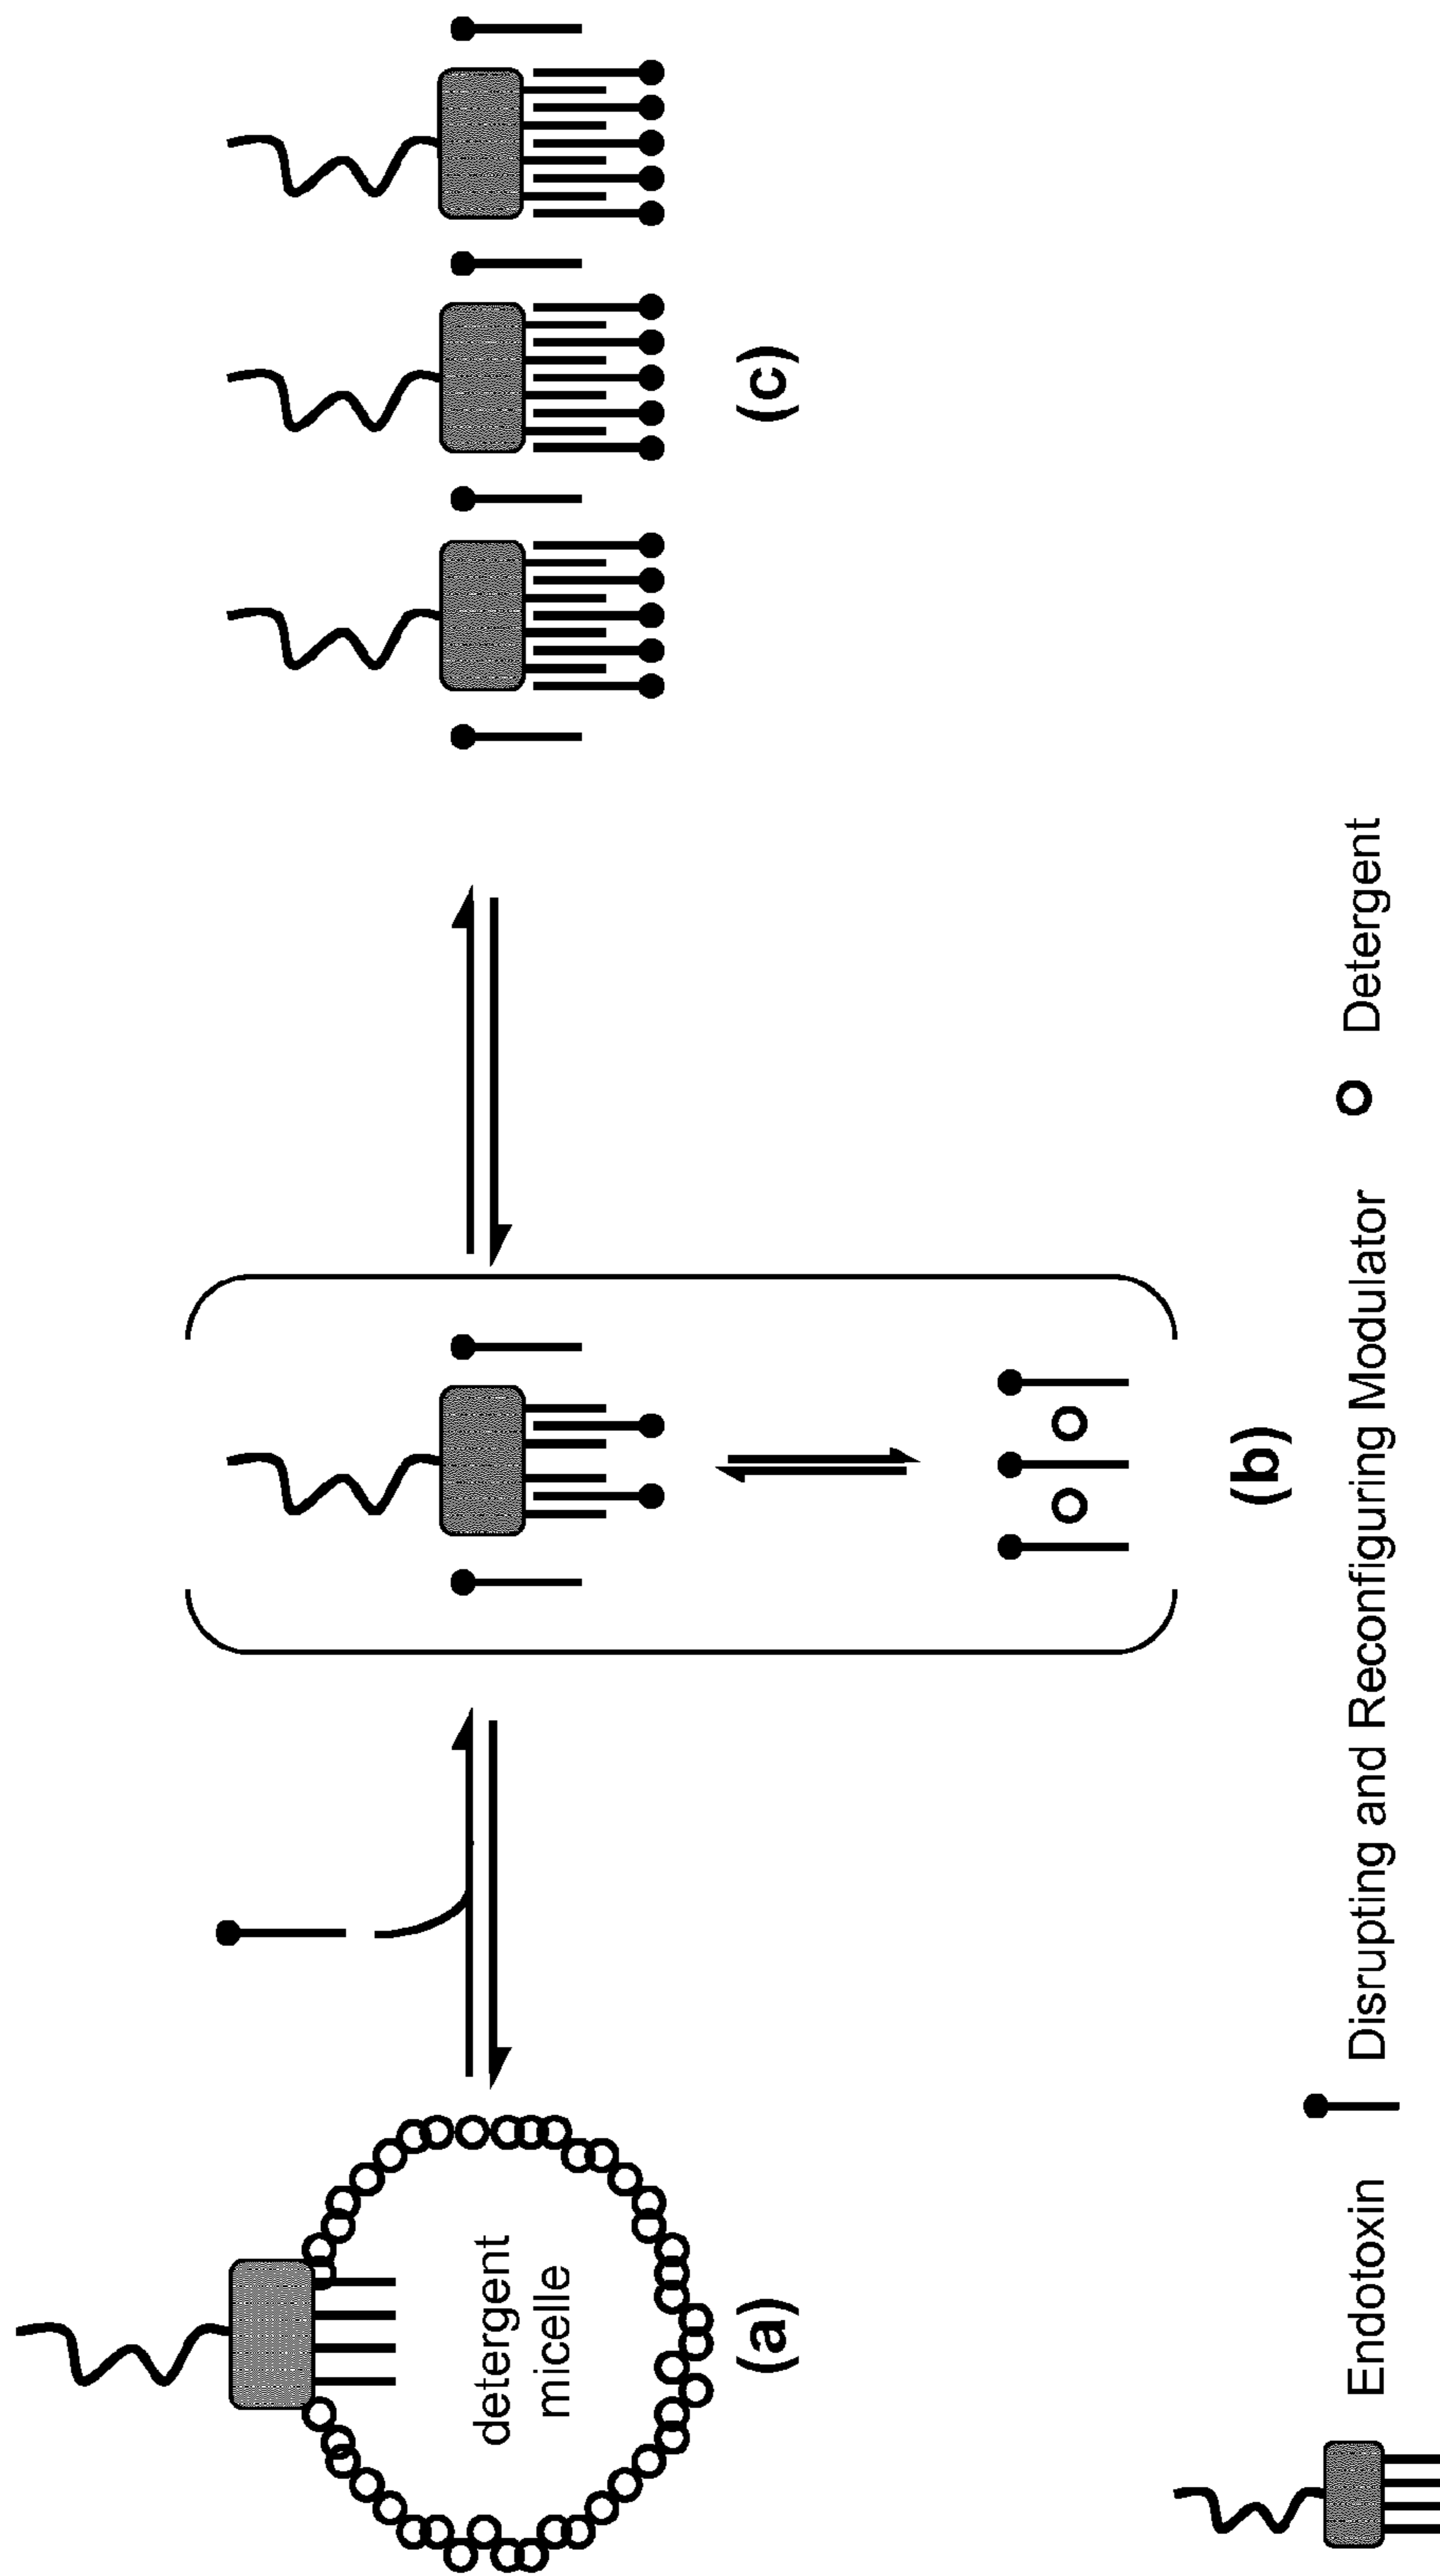 detergent
micelle
(a)
(b)
(c)
Endotoxin
Disrupting and Reconfiguring Modulator
Detergent